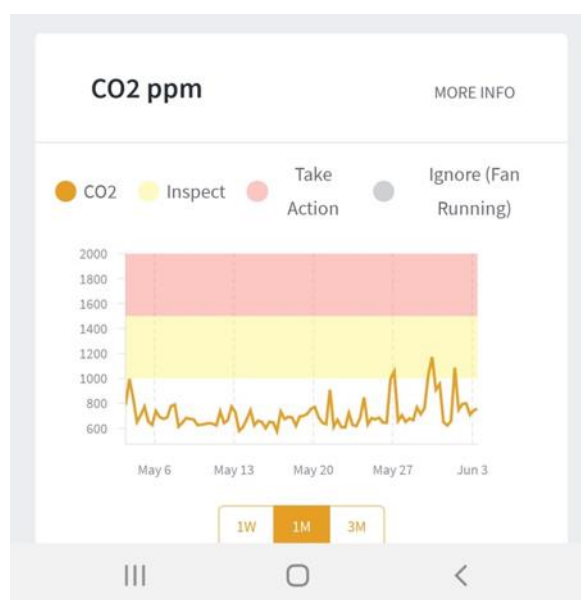 CO2 ppm
MORE INFO
CO2
Inspect
Take
Action
Ignore (Fan
Running)
2000
1800
1600
1400
1200
1000
800
600
May 6
May 13
May 20
May 27
Jun 3
1W
1M
3M